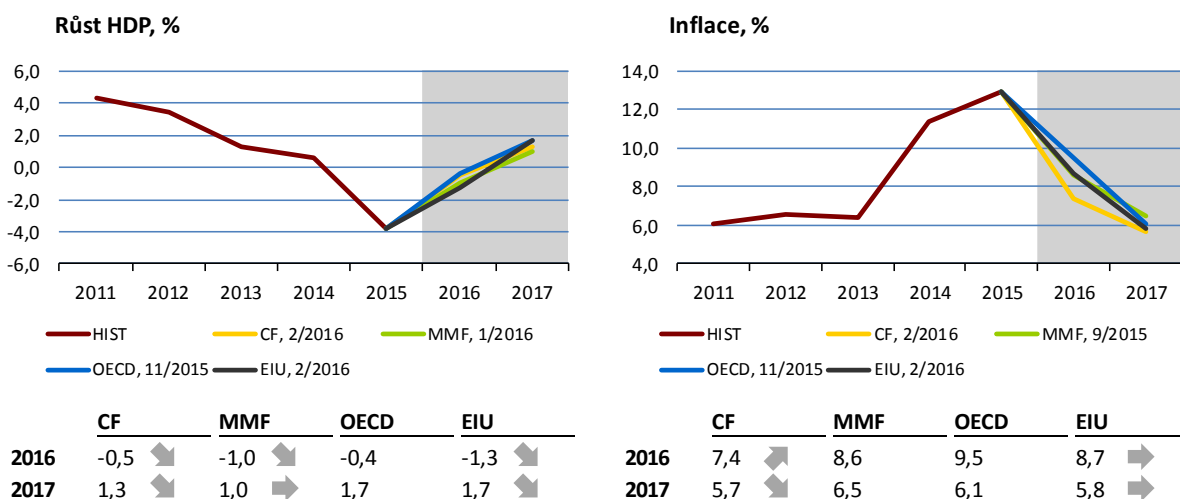 Růst HDP, %
6,0
4,0
2,0
0,0
-2,0
-4,0
-6,0
2011 2012 2013 2014 2015 2016 2017
HIST CF, 2/2016 MMF, 1/2016
OECD, 11/2015 EIU, 2/2016
CF MMF OECD EIU
2016 -0,5 -1,0 -0,4 -1,3
2017 1,3 1,0 1,7 1,7
Inflace, %
14,0
12,0
10,0
8,0
6,0
4,0
2011 2012 2013 2014 2015 2016 2017
HIST CF, 2/2016 MMF, 9/2015
OECD, 11/2015 EIU, 2/2016
CF MMF OECD EIU
2016 7,4 8,6 9,5 8,7
2017 5,7 6,5 6,1 5,8